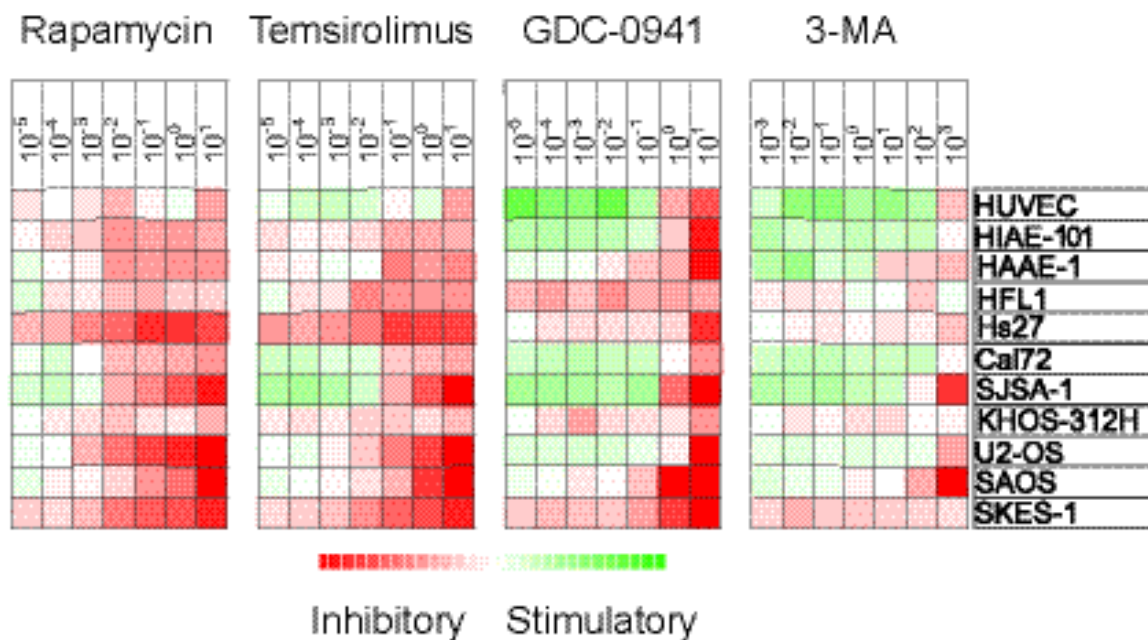 Rapamycin Temsirolimus GDC-0941 3-MA
10⁻⁵ 10⁻⁴ 10⁻³ 10⁻² 10⁻¹ 10⁰ 10¹ 10⁻⁵ 10⁻⁴ 10⁻³ 10⁻² 10⁻¹ 10⁰ 10¹ 10⁻⁵ 10⁻⁴ 10⁻³ 10⁻² 10⁻¹ 10⁰ 10¹ 10⁻³ 10⁻² 10⁻¹ 10⁰ 10¹ 10² 10³
HUVEC
HIAE-101
HAAE-1
HFL1
Hs27
Cal72
SJSA-1
KHOS-312H
U2-OS
SAOS
SKES-1
Inhibitory Stimulatory